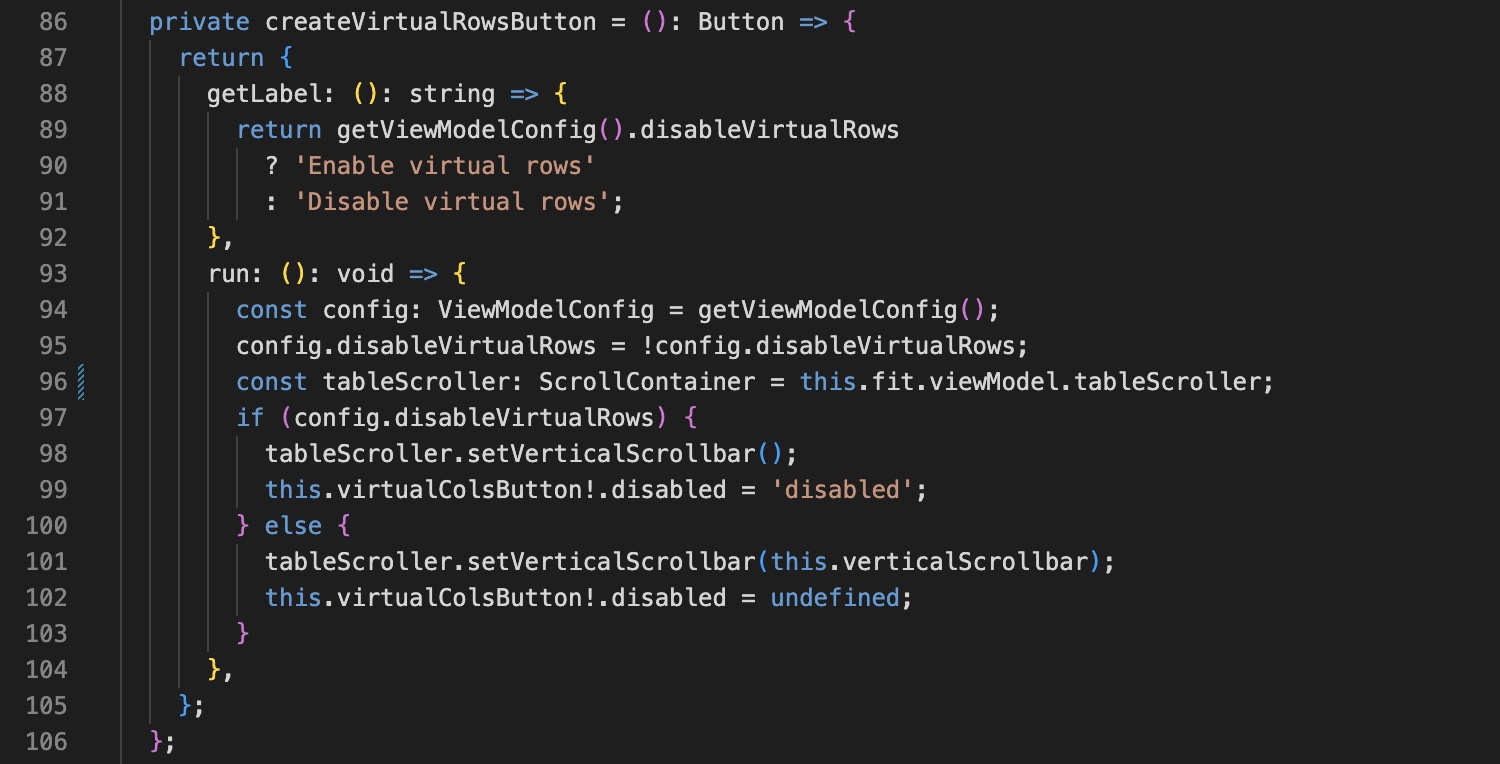 86 private createVirtualRowsButton = (): Button => {
87 return {
88 getLabel: (): string => {
89 return getViewModelConfig().disableVirtualRows
90 ? 'Enable virtual rows'
91 : 'Disable virtual rows';
92 },
93 run: (): void => {
94 const config: ViewModelConfig = getViewModelConfig();
95 config.disableVirtualRows = !config.disableVirtualRows;
96 const tableScroller: ScrollContainer = this.fit.viewModel.tableScroller;
97 if (config.disableVirtualRows) {
98 tableScroller.setVerticalScrollbar();
99 this.virtualColsButton!.disabled = 'disabled';
100 } else {
101 tableScroller.setVerticalScrollbar(this.verticalScrollbar);
102 this.virtualColsButton!.disabled = undefined;
103 }
104 },
105 };
106 };